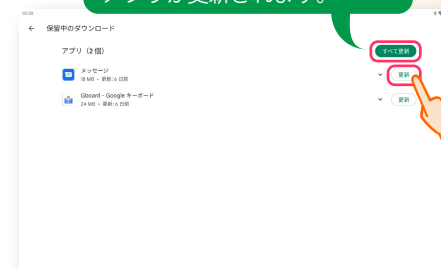 アプリが更新されます。
10:39
← 保留中のダウンロード
アプリ（2 個）
すべて更新
メッセージ
18 MB • 更新: 6 日前
更新
Gboard - Google キーボード
24 MB • 更新: 6 日前
更新